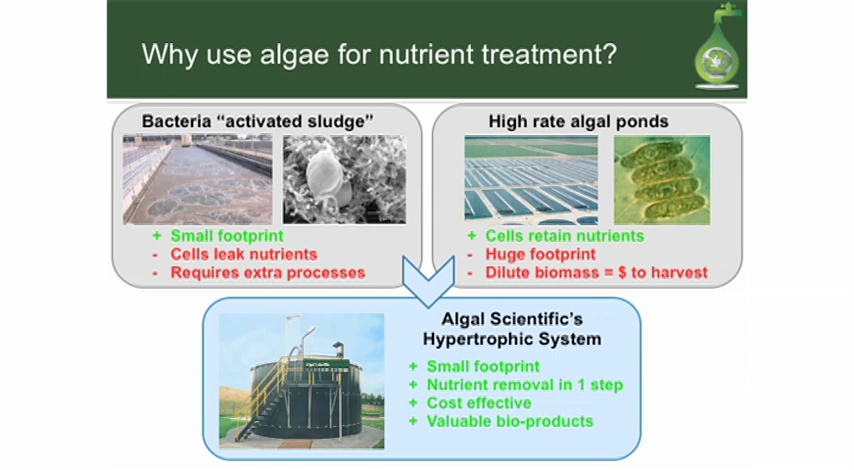 Why use algae for nutrient treatment?
Bacteria “activated sludge”
+ Small footprint
- Cells leak nutrients
- Requires extra processes
High rate algal ponds
+ Cells retain nutrients
- Huge footprint
- Dilute biomass = $ to harvest
Algal Scientific's
Hypertrophic System
+ Small footprint
+ Nutrient removal in 1 step
+ Cost effective
+ Valuable bio-products